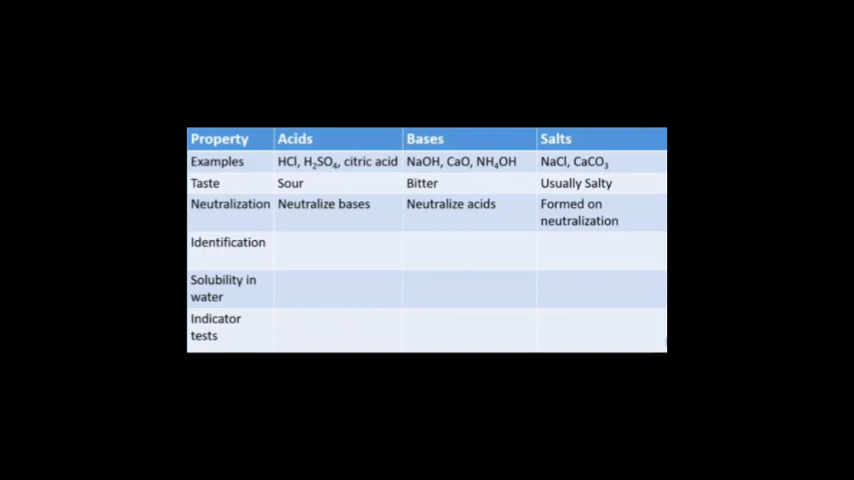 Property Acids Bases Salts
Examples HCl, H₂SO₄, citric acid NaOH, CaO, NH₄OH NaCl, CaCO₃
Taste Sour Bitter Usually Salty
Neutralization Neutralize bases Neutralize acids Formed on
neutralization
Identification
Solubility in
water
Indicator
tests